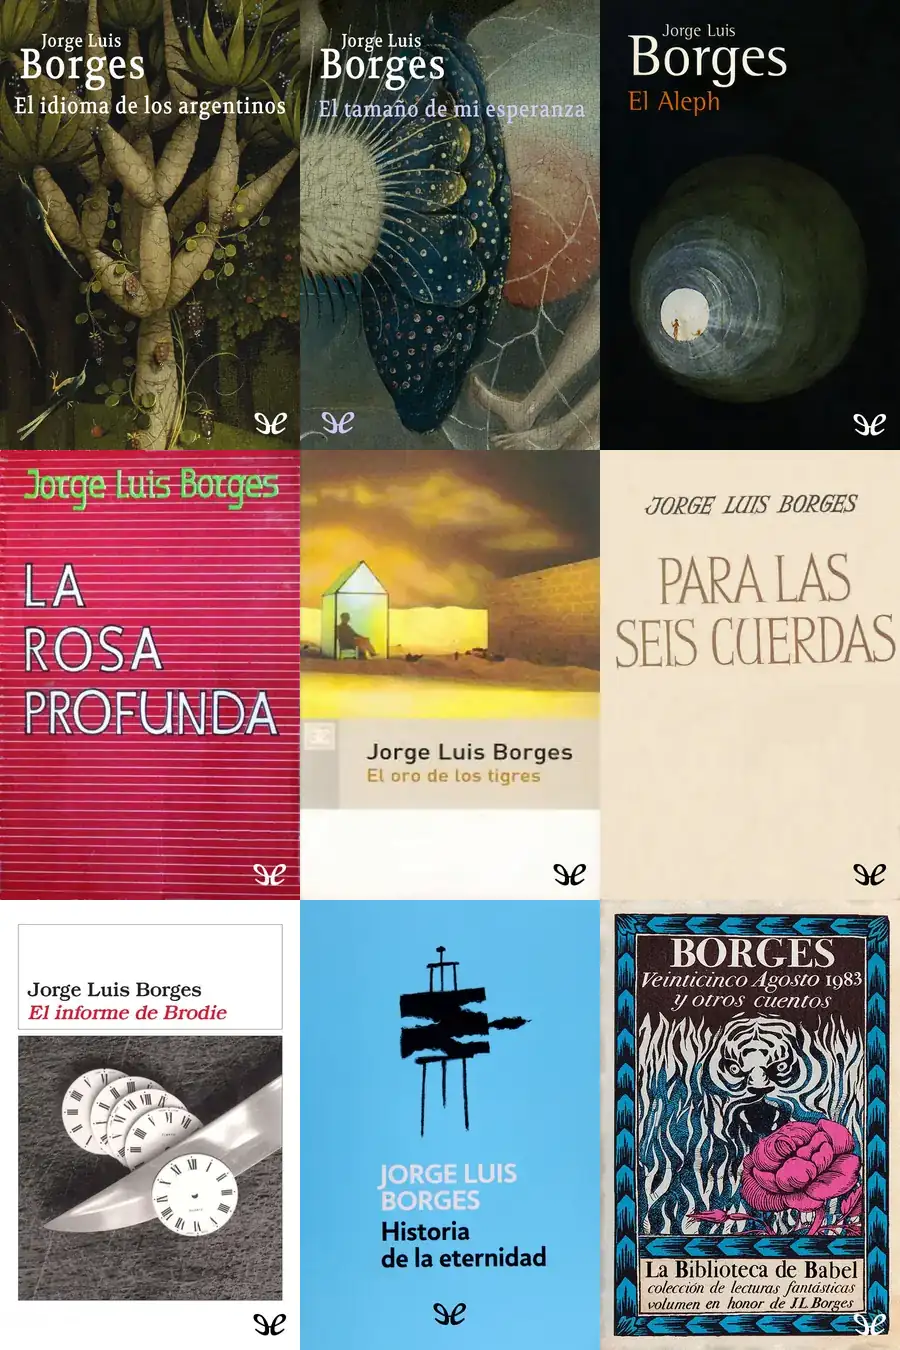 Jorge Luis
Borges
El idioma de los argentinos
Jorge Luis
Borges
El tamaño de mi esperanza
Jorge Luis
Borges
El Aleph
Jorge Luis Borges
LA
ROSA
PROFUNDA
Jorge Luis Borges
El oro de los tigres
JORGE LUIS BORGES
PARA LAS
SEIS CUERDAS
Jorge Luis Borges
El informe de Brodie
JORGE LUIS
BORGES
Historia
de la eternidad
BORGES
Veinticinco Agosto 1983
y otros cuentos
La Biblioteca de Babel
colección de lecturas fantásticas
volumen en honor de J.L. Borges